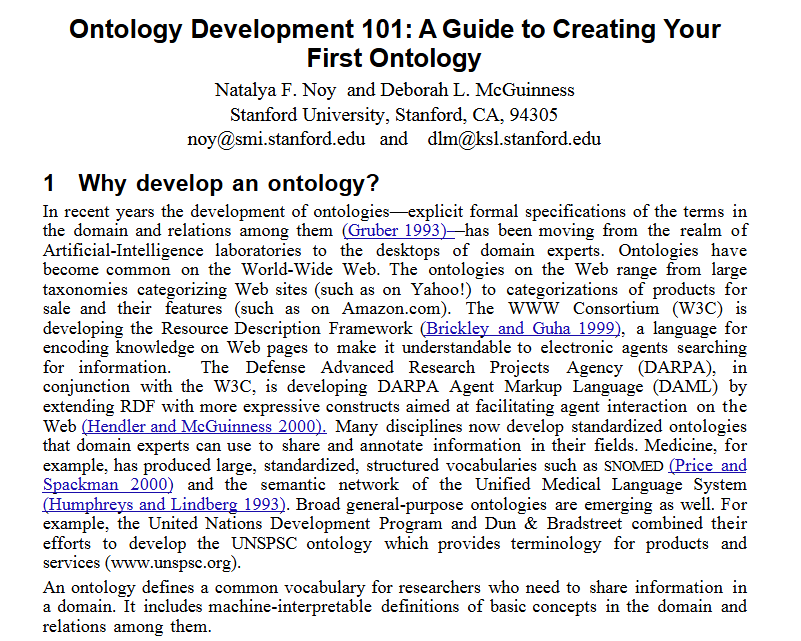 Ontology Development 101: A Guide to Creating Your
First Ontology
Natalya F. Noy and Deborah L. McGuinness
Stanford University, Stanford, CA, 94305
noy@smi.stanford.edu and dlm@ksl.stanford.edu
1 Why develop an ontology?
In recent years the development of ontologies—explicit formal specifications of the terms in
the domain and relations among them (Gruber 1993)—has been moving from the realm of
Artificial-Intelligence laboratories to the desktops of domain experts. Ontologies have
become common on the World-Wide Web. The ontologies on the Web range from large
taxonomies categorizing Web sites (such as on Yahoo!) to categorizations of products for
sale and their features (such as on Amazon.com). The WWW Consortium (W3C) is
developing the Resource Description Framework (Brickley and Guha 1999), a language for
encoding knowledge on Web pages to make it understandable to electronic agents searching
for information. The Defense Advanced Research Projects Agency (DARPA), in
conjunction with the W3C, is developing DARPA Agent Markup Language (DAML) by
extending RDF with more expressive constructs aimed at facilitating agent interaction on the
Web (Hendler and McGuinness 2000). Many disciplines now develop standardized ontologies
that domain experts can use to share and annotate information in their fields. Medicine, for
example, has produced large, standardized, structured vocabularies such as SNOMED (Price and
Spackman 2000) and the semantic network of the Unified Medical Language System
(Humphreys and Lindberg 1993). Broad general-purpose ontologies are emerging as well. For
example, the United Nations Development Program and Dun & Bradstreet combined their
efforts to develop the UNSPSC ontology which provides terminology for products and
services (www.unspsc.org).
An ontology defines a common vocabulary for researchers who need to share information in
a domain. It includes machine-interpretable definitions of basic concepts in the domain and
relations among them.